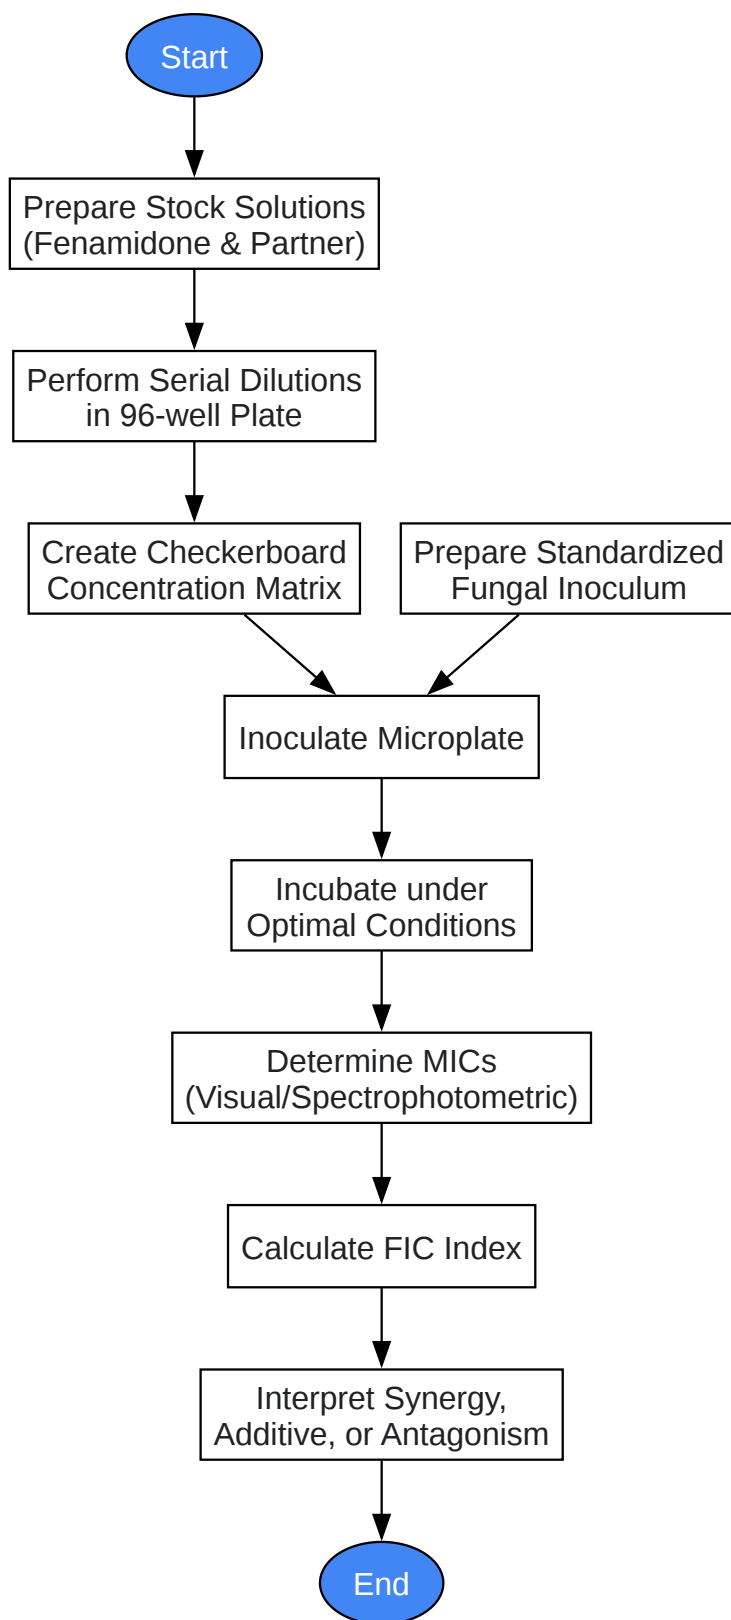 Start
Prepare Stock Solutions
(Fenamidone & Partner)
Perform Serial Dilutions
in 96-well Plate
Create Checkerboard
Concentration Matrix
Prepare Standardized
Fungal Inoculum
Inoculate Microplate
Incubate under
Optimal Conditions
Determine MICs
(Visual/Spectrophotometric)
Calculate FIC Index
Interpret Synergy,
Additive, or Antagonism
End